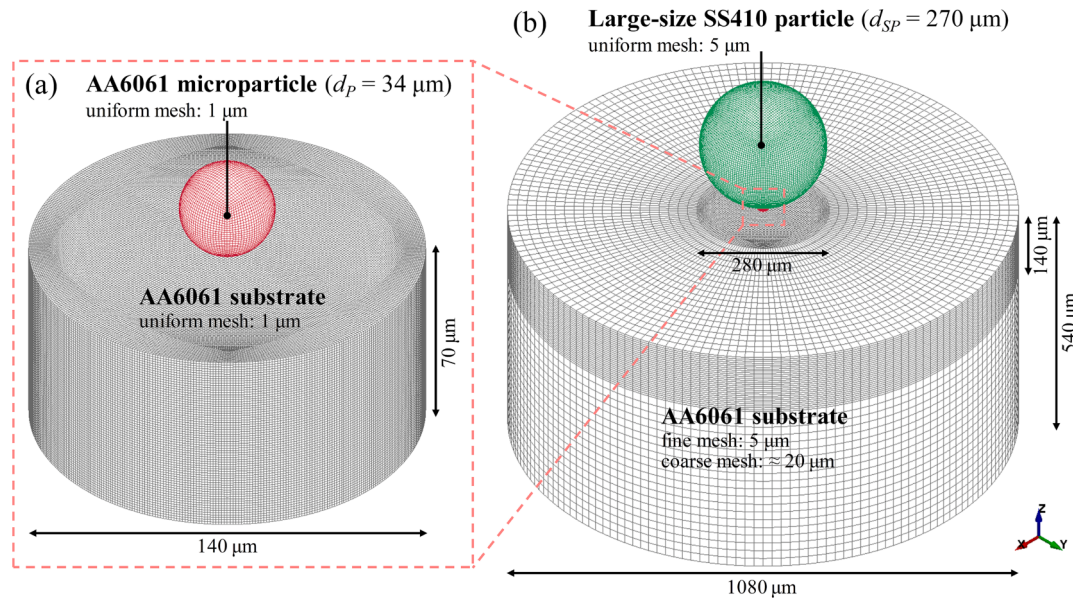 (a)
AA6061 microparticle (dP = 34 μm)
uniform mesh: 1 μm
AA6061 substrate
uniform mesh: 1 μm
70 μm
140 μm
(b)
Large-size SS410 particle (dSP = 270 μm)
uniform mesh: 5 μm
280 μm
140 μm
540 μm
AA6061 substrate
fine mesh: 5 μm
coarse mesh: ≈ 20 μm
1080 μm
Z
X
Y